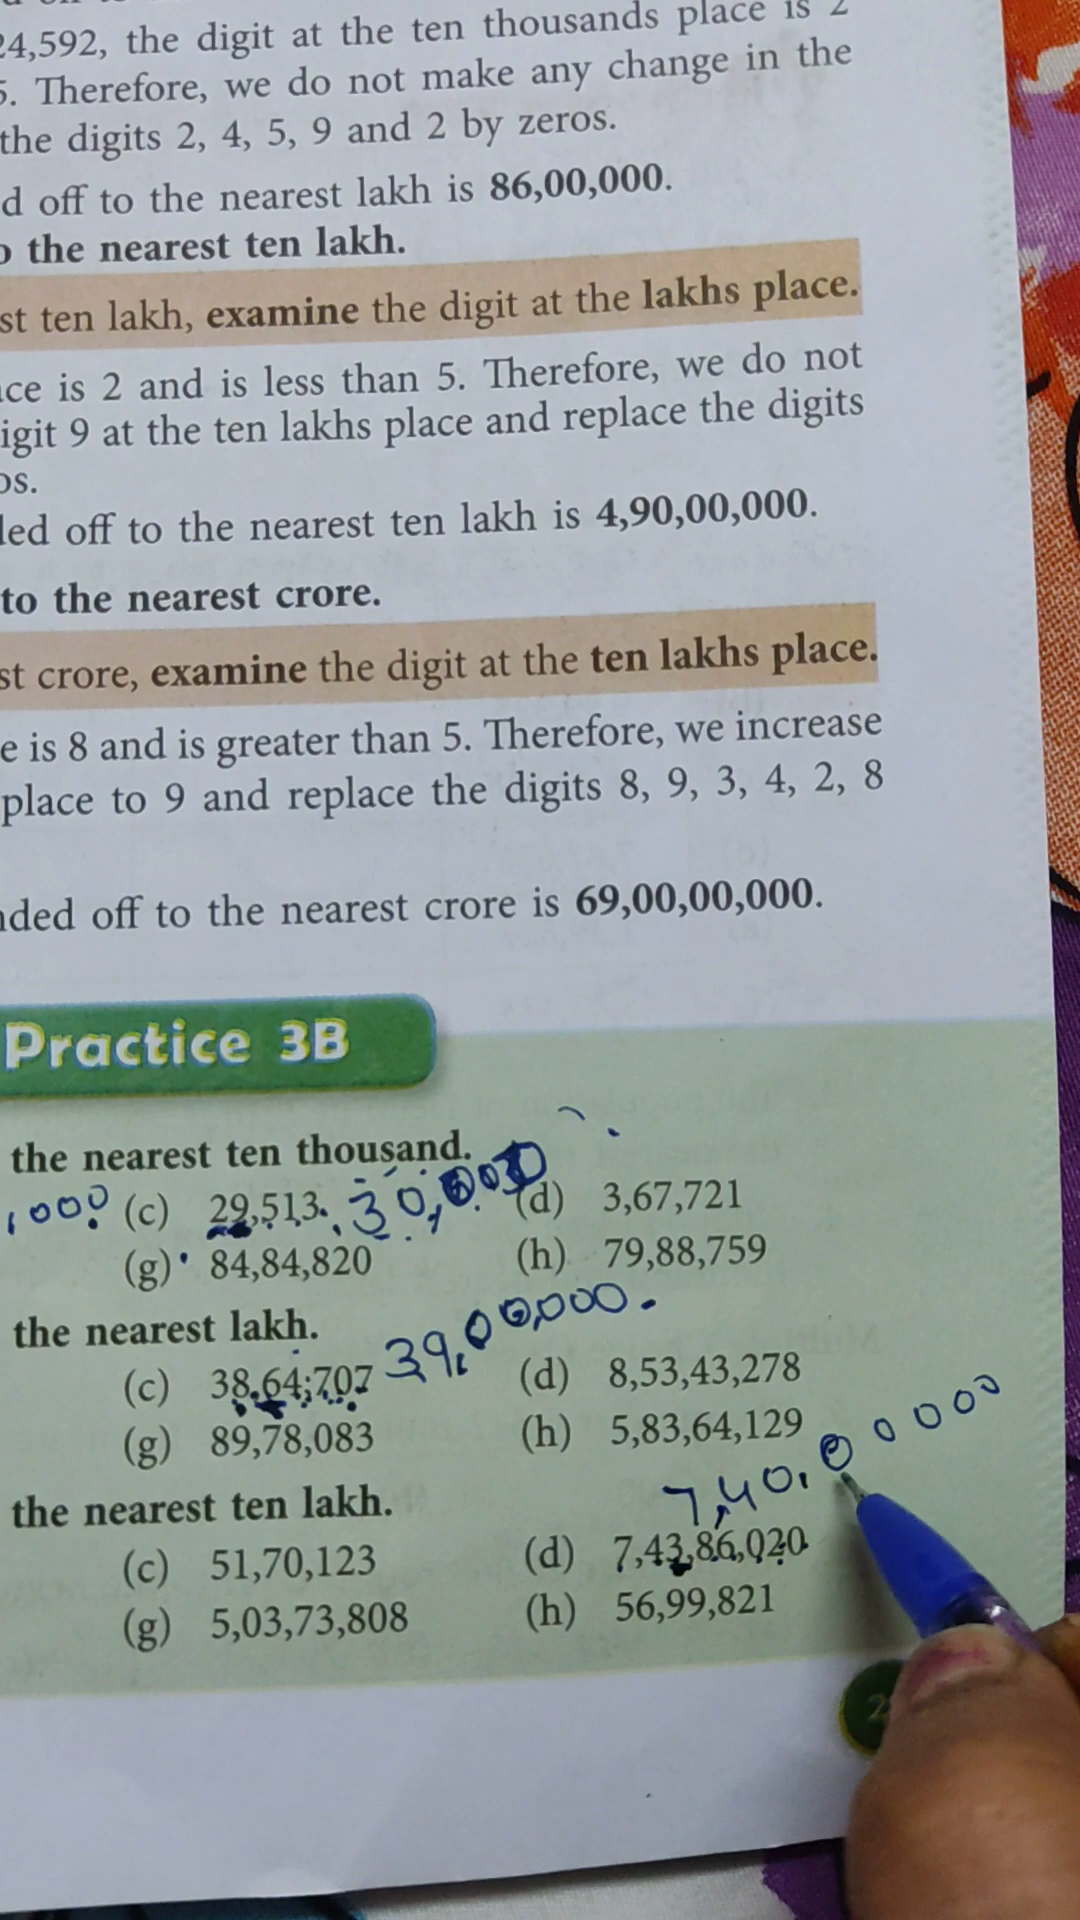 24,592, the digit at the ten thousands place is 2
5. Therefore, we do not make any change in the
the digits 2, 4, 5, 9 and 2 by zeros.
d off to the nearest lakh is 86,00,000.
o the nearest ten lakh.
st ten lakh, examine the digit at the lakhs place.
ce is 2 and is less than 5. Therefore, we do not
igit 9 at the ten lakhs place and replace the digits
os.
ded off to the nearest ten lakh is 4,90,00,000.
to the nearest crore.
st crore, examine the digit at the ten lakhs place.
e is 8 and is greater than 5. Therefore, we increase
place to 9 and replace the digits 8, 9, 3, 4, 2, 8
nded off to the nearest crore is 69,00,00,000.
Practice 3B
the nearest ten thousand.
,000 (c) 29,513 30,000 (d) 3,67,721
(g) 84,84,820 (h) 79,88,759
the nearest lakh.
(c) 38,64,707 39,00,000. (d) 8,53,43,278
(g) 89,78,083 (h) 5,83,64,129
the nearest ten lakh. 7,40,00000
(c) 51,70,123 (d) 7,43,86,020
(g) 5,03,73,808 (h) 56,99,821